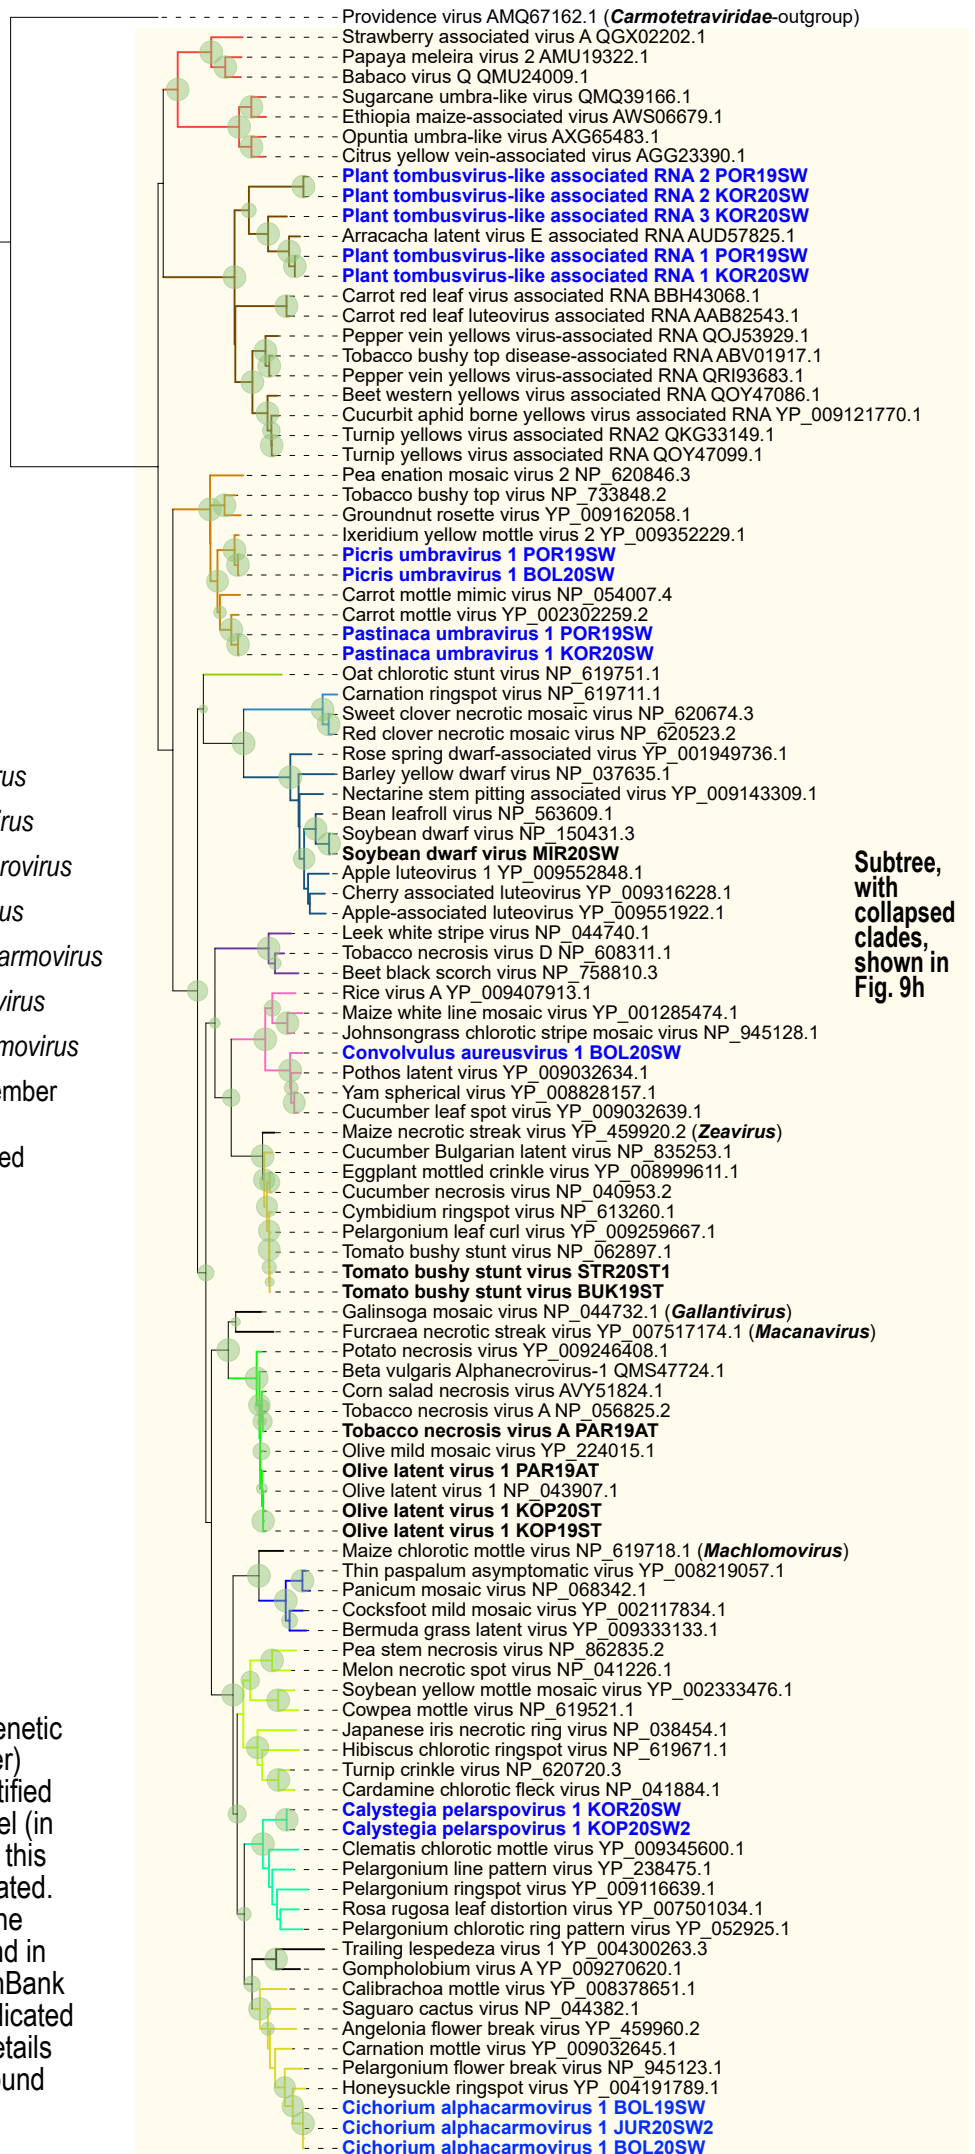 Providence virus AMQ67162.1 (Carmotetraviridae-outgroup)
Strawberry associated virus A QGX02202.1
Papaya meleira virus 2 AMU19322.1
Babaco virus Q QMU24009.1
Sugarcane umbra-like virus QMQ39166.1
Ethiopia maize-associated virus AWS06679.1
Opuntia umbra-like virus AXG65483.1
Citrus yellow vein-associated virus AGG23390.1
Plant tombusvirus-like associated RNA 2 POR19SW
Plant tombusvirus-like associated RNA 2 KOR20SW
Plant tombusvirus-like associated RNA 3 KOR20SW
Arracacha latent virus E associated RNA AUD57825.1
Plant tombusvirus-like associated RNA 1 POR19SW
Plant tombusvirus-like associated RNA 1 KOR20SW
Carrot red leaf virus associated RNA BBH43068.1
Carrot red leaf luteovirus associated RNA AAB82543.1
Pepper vein yellows virus-associated RNA QOJ53929.1
Tobacco bushy top disease-associated RNA ABV01917.1
Pepper vein yellows virus-associated RNA QRI93683.1
Beet western yellows virus associated RNA QOY47086.1
Cucurbit aphid borne yellows virus associated RNA YP_009121770.1
Turnip yellows virus associated RNA2 QKG33149.1
Turnip yellows virus associated RNA QOY47099.1
Pea enation mosaic virus 2 NP_620846.3
Tobacco bushy top virus NP_733848.2
Groundnut rosette virus YP_009162058.1
Ixeridium yellow mottle virus 2 YP_009352229.1
Picris umbravirus 1 POR19SW
Picris umbravirus 1 BOL20SW
Carrot mottle mimic virus NP_054007.4
Carrot mottle virus YP_002302259.2
Pastinaca umbravirus 1 POR19SW
Pastinaca umbravirus 1 KOR20SW
Oat chlorotic stunt virus NP_619751.1
Carnation ringspot virus NP_619711.1
Sweet clover necrotic mosaic virus NP_620674.3
Red clover necrotic mosaic virus NP_620523.2
Rose spring dwarf-associated virus YP_001949736.1
Barley yellow dwarf virus NP_037635.1
Nectarine stem pitting associated virus YP_009143309.1
Bean leafroll virus NP_563609.1
Soybean dwarf virus NP_150431.3
Soybean dwarf virus MIR20SW
Apple luteovirus 1 YP_009552848.1
Cherry associated luteovirus YP_009316228.1
Apple-associated luteovirus YP_009551922.1
Leek white stripe virus NP_044740.1
Tobacco necrosis virus D NP_608311.1
Beet black scorch virus NP_758810.3
Rice virus A YP_009407913.1
Maize white line mosaic virus YP_001285474.1
Johnsongrass chlorotic stripe mosaic virus NP_945128.1
Convolvulus aureusvirus 1 BOL20SW
Pothos latent virus YP_009032634.1
Yam spherical virus YP_008828157.1
Cucumber leaf spot virus YP_009032639.1
Maize necrotic streak virus YP_459920.2 (Zeavirus)
Cucumber Bulgarian latent virus NP_835253.1
Eggplant mottled crinkle virus YP_008999611.1
Cucumber necrosis virus NP_040953.2
Cymbidium ringspot virus NP_613260.1
Pelargonium leaf curl virus YP_009259667.1
Tomato bushy stunt virus NP_062897.1
Tomato bushy stunt virus STR20ST1
Tomato bushy stunt virus BUK19ST
Galinsoga mosaic virus NP_044732.1 (Gallantivirus)
Furcraea necrotic streak virus YP_007517174.1 (Macanavirus)
Potato necrosis virus YP_009246408.1
Beta vulgaris Alphanecrovirus-1 QMS47724.1
Corn salad necrosis virus AVY51824.1
Tobacco necrosis virus A NP_056825.2
Tobacco necrosis virus A PAR19AT
Olive mild mosaic virus YP_224015.1
Olive latent virus 1 PAR19AT
Olive latent virus 1 NP_043907.1
Olive latent virus 1 KOP20ST
Olive latent virus 1 KOP19ST
Maize chlorotic mottle virus NP_619718.1 (Machlomovirus)
Thin paspalum asymptomatic virus YP_008219057.1
Panicum mosaic virus NP_068342.1
Cocksfoot mild mosaic virus YP_002117834.1
Bermuda grass latent virus YP_009333133.1
Pea stem necrosis virus NP_862835.2
Melon necrotic spot virus NP_041226.1
Soybean yellow mottle mosaic virus YP_002333476.1
Cowpea mottle virus NP_619521.1
Japanese iris necrotic ring virus NP_038454.1
Hibiscus chlorotic ringspot virus NP_619671.1
Turnip crinkle virus NP_620720.3
Cardamine chlorotic fleck virus NP_041884.1
Calystegia pelarspovirus 1 KOR20SW
Calystegia pelarspovirus 1 KOP20SW2
Clematis chlorotic mottle virus YP_009345600.1
Pelargonium line pattern virus YP_238475.1
Pelargonium ringspot virus YP_009116639.1
Rosa rugosa leaf distortion virus YP_007501034.1
Pelargonium chlorotic ring pattern virus YP_052925.1
Trailing lespedeza virus 1 YP_004300263.3
Gompholobium virus A YP_009270620.1
Calibrachoa mottle virus YP_008378651.1
Saguaro cactus virus NP_044382.1
Angelonia flower break virus YP_459960.2
Carnation mottle virus YP_009032645.1
Pelargonium flower break virus NP_945123.1
Honeysuckle ringspot virus YP_004191789.1
Cichorium alphacarmovirus 1 BOL19SW
Cichorium alphacarmovirus 1 JUR20SW2
Cichorium alphacarmovirus 1 BOL20SW
Subtree,
with
collapsed
clades,
shown in
Fig. 9h
rus
irus
rovirus
us
armovirus
virus
movirus
ember
ed
enetic
er)
tified
el (in
this
ated.
ne
nd in
nBank
dicated
etails
ound